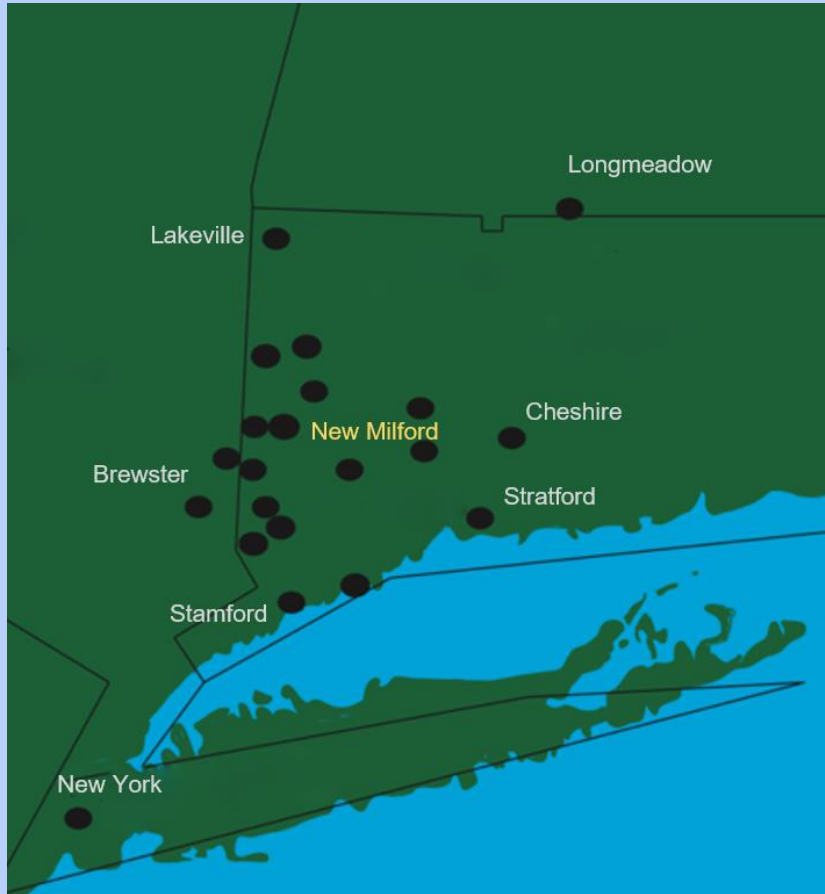 Longmeadow
Lakeville
Cheshire
New Milford
Brewster
Stratford
Stamford
New York